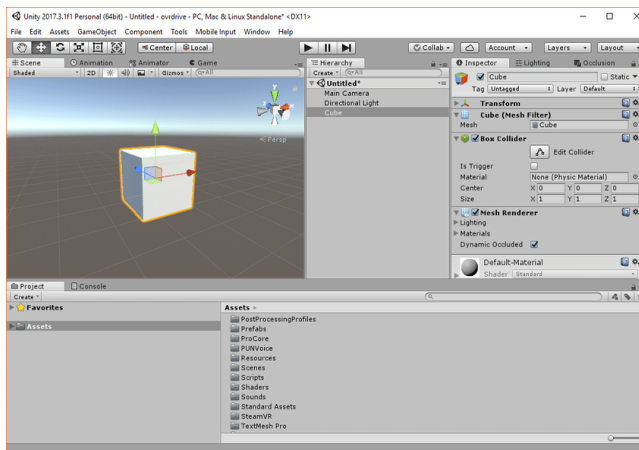 Unity 2017.3.1f1 Personal (64bit) - Untitled - ovrdrive - PC, Mac & Linux Standalone* <DX11>
File Edit Assets GameObject Component Tools Mobile Input Window Help
Center Local Collab Account Layers Layout
Scene Animation Animator Game
Shaded 2D Gizmos All
Persp
Hierarchy
Create All
Untitled*
Main Camera
Directional Light
Cube
Inspector Lighting Occlusion
Cube Static
Tag Untagged Layer Default
Transform
Cube (Mesh Filter)
Mesh Cube
Box Collider
Edit Collider
Is Trigger
Material None (Physic Material)
Center X 0 Y 0 Z 0
Size X 1 Y 1 Z 1
Mesh Renderer
Lighting
Materials
Dynamic Occluded
Default-Material
Shader Standard
Project Console
Create
Favorites
Assets
Assets
PostProcessingProfiles
Prefabs
ProCore
PUNVoice
Resources
Scenes
Scripts
Shaders
Sounds
Standard Assets
SteamVR
TextMesh Pro